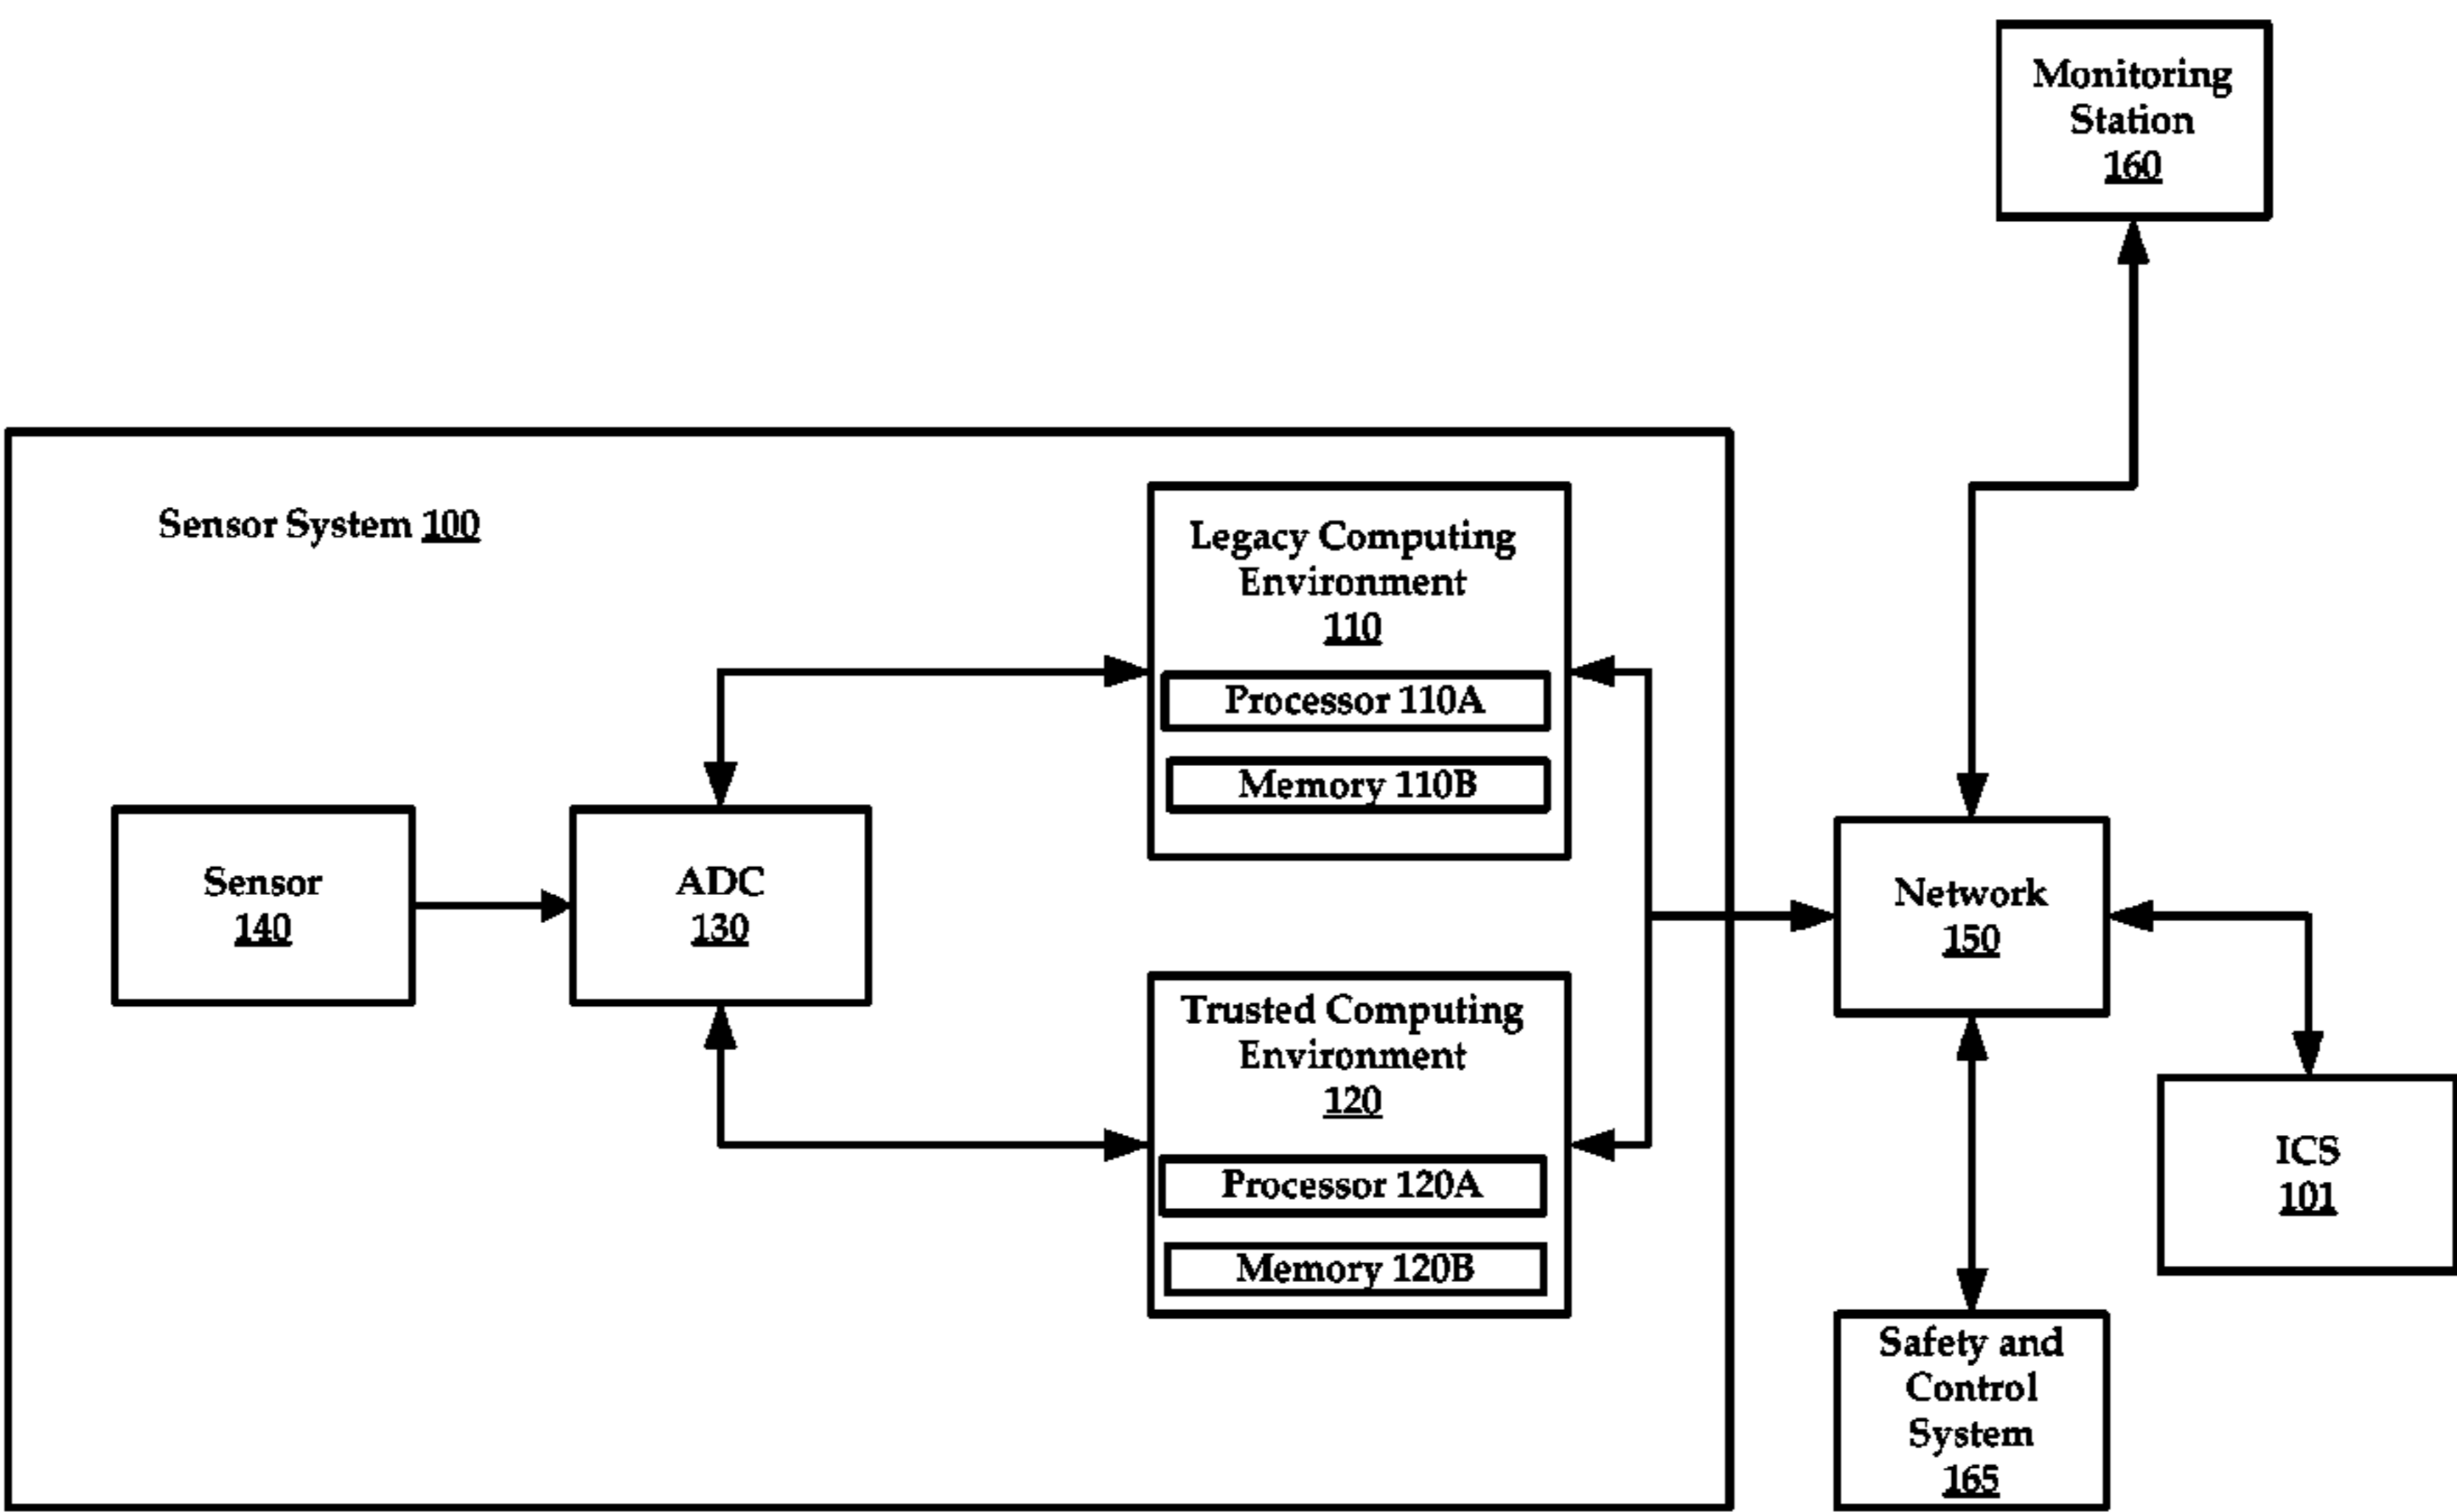 Monitoring
Station
160
Sensor System 100
Legacy Computing
Environment
110
Processor 110A
Memory 110B
Sensor
140
ADC
130
Network
150
Trusted Computing
Environment
120
Processor 120A
Memory 120B
ICS
101
Safety and
Control
System
165